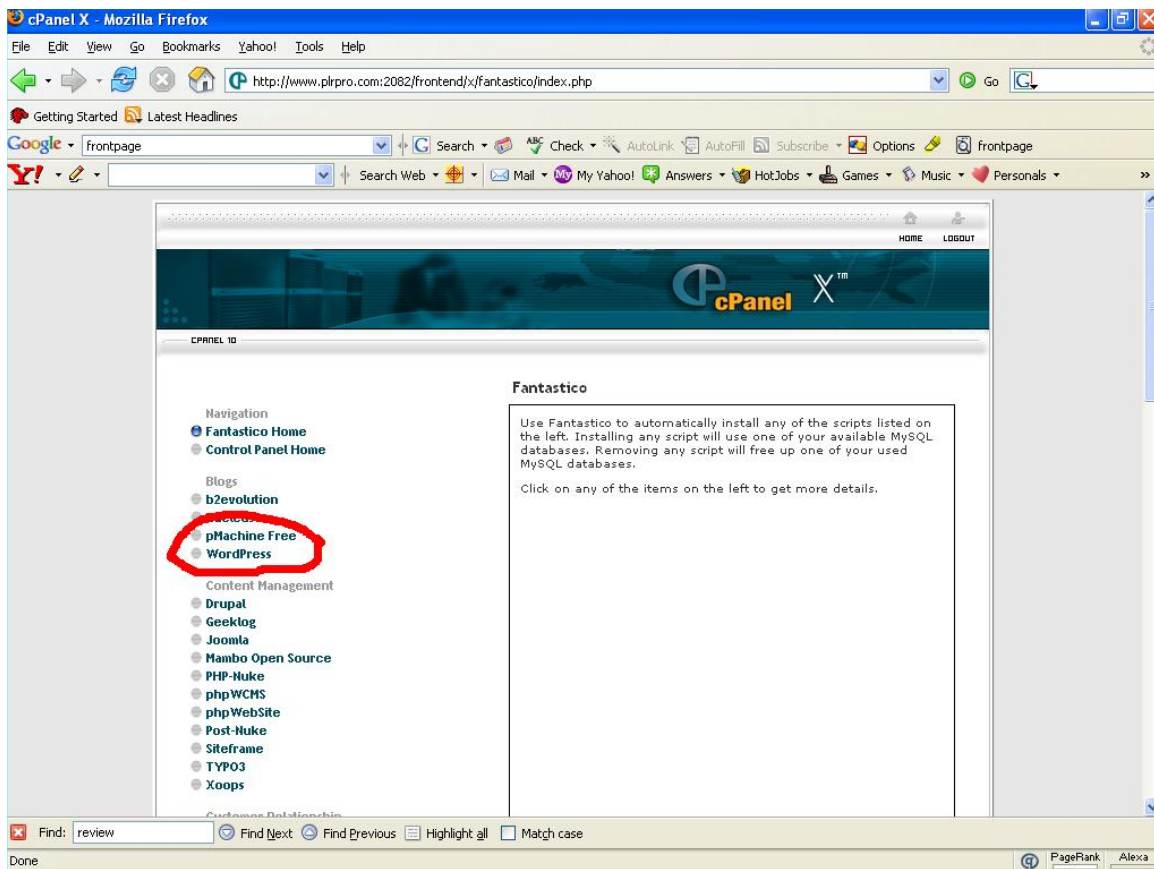 cPanel X - Mozilla Firefox
File Edit View Go Bookmarks Yahoo! Tools Help
http://www.plrpro.com:2082/frontend/x/fantastico/index.php Go G
Getting Started Latest Headlines
Google frontpage G Search ABC Check AutoLink AutoFill Subscribe Options frontpage
Y! Search Web Mail My My Yahoo! Answers HotJobs Games Music Personals »
HOME LOGOUT
cPanel X™
CPANEL 10
Fantastico
Navigation
Fantastico Home
Control Panel Home
Blogs
b2evolution
pMachine Free
WordPress
Content Management
Drupal
Geeklog
Joomla
Mambo Open Source
PHP-Nuke
phpWCMS
phpWebSite
Post-Nuke
Siteframe
TYPO3
Xoops
Customer Relationship
Use Fantastico to automatically install any of the scripts listed on
the left. Installing any script will use one of your available MySQL
databases. Removing any script will free up one of your used
MySQL databases.
Click on any of the items on the left to get more details.
Find: review Find Next Find Previous Highlight all Match case
Done PageRank Alexa